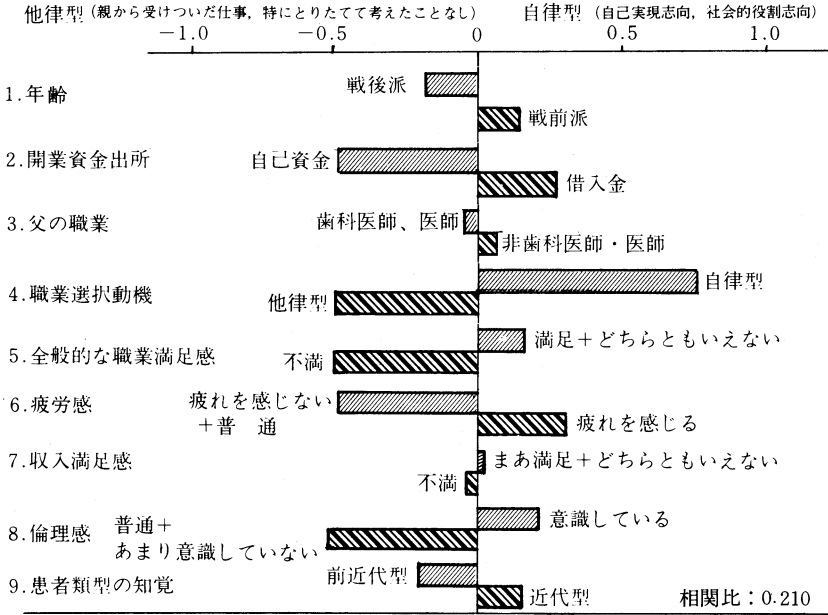 他律型（親から受けついだ仕事，特にとりたてて考えたことなし） 自律型（自己実現志向，社会的役割志向）
−1.0 −0.5 0 0.5 1.0
1.年齢 戦後派
戦前派
2.開業資金出所 自己資金
借入金
3.父の職業 歯科医師、医師
非歯科医師・医師
4.職業選択動機 自律型
他律型
5.全般的な職業満足感 満足＋どちらともいえない
不満
6.疲労感 疲れを感じない
＋普 通
疲れを感じる
7.収入満足感 まあ満足＋どちらともいえない
不満
8.倫理感 普通＋
あまり意識していない
意識している
9.患者類型の知覚 前近代型
近代型
相関比：0.210